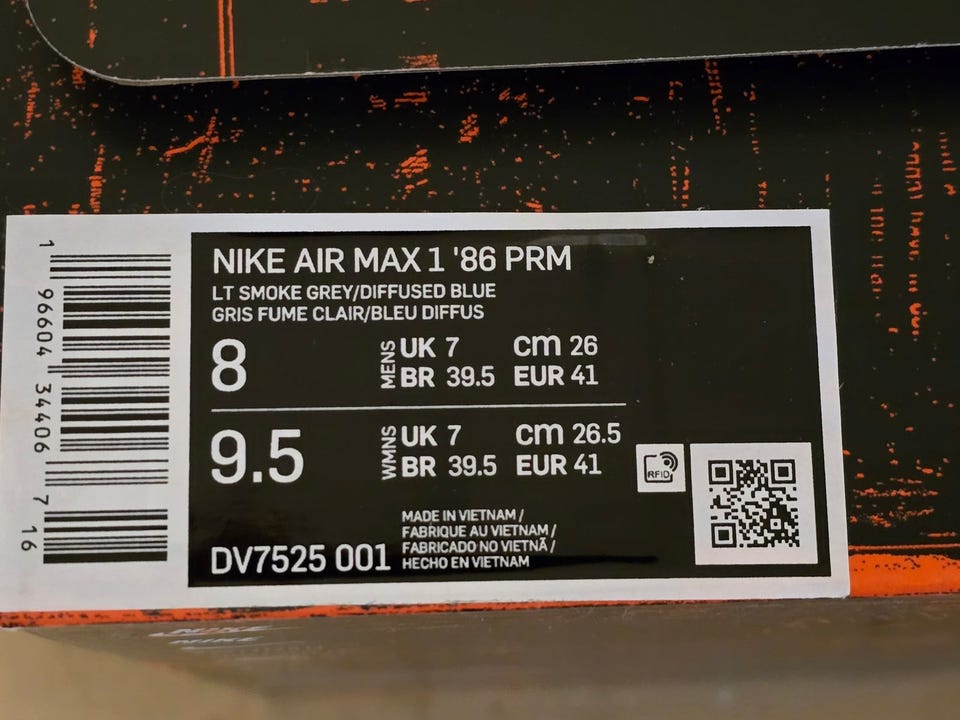 NIKE AIR MAX 1 '86 PRM
LT SMOKE GREY/DIFFUSED BLUE
GRIS FUME CLAIR/BLEU DIFFUS
8 MENS UK 7 cm 26
BR 39.5 EUR 41
9.5 WMNS UK 7 cm 26.5
BR 39.5 EUR 41
RFID
MADE IN VIETNAM /
FABRIQUE AU VIETNAM /
FABRICADO NO VIETNÃ /
HECHO EN VIETNAM
DV7525 001
1 96604 34406 7 16
NIKE